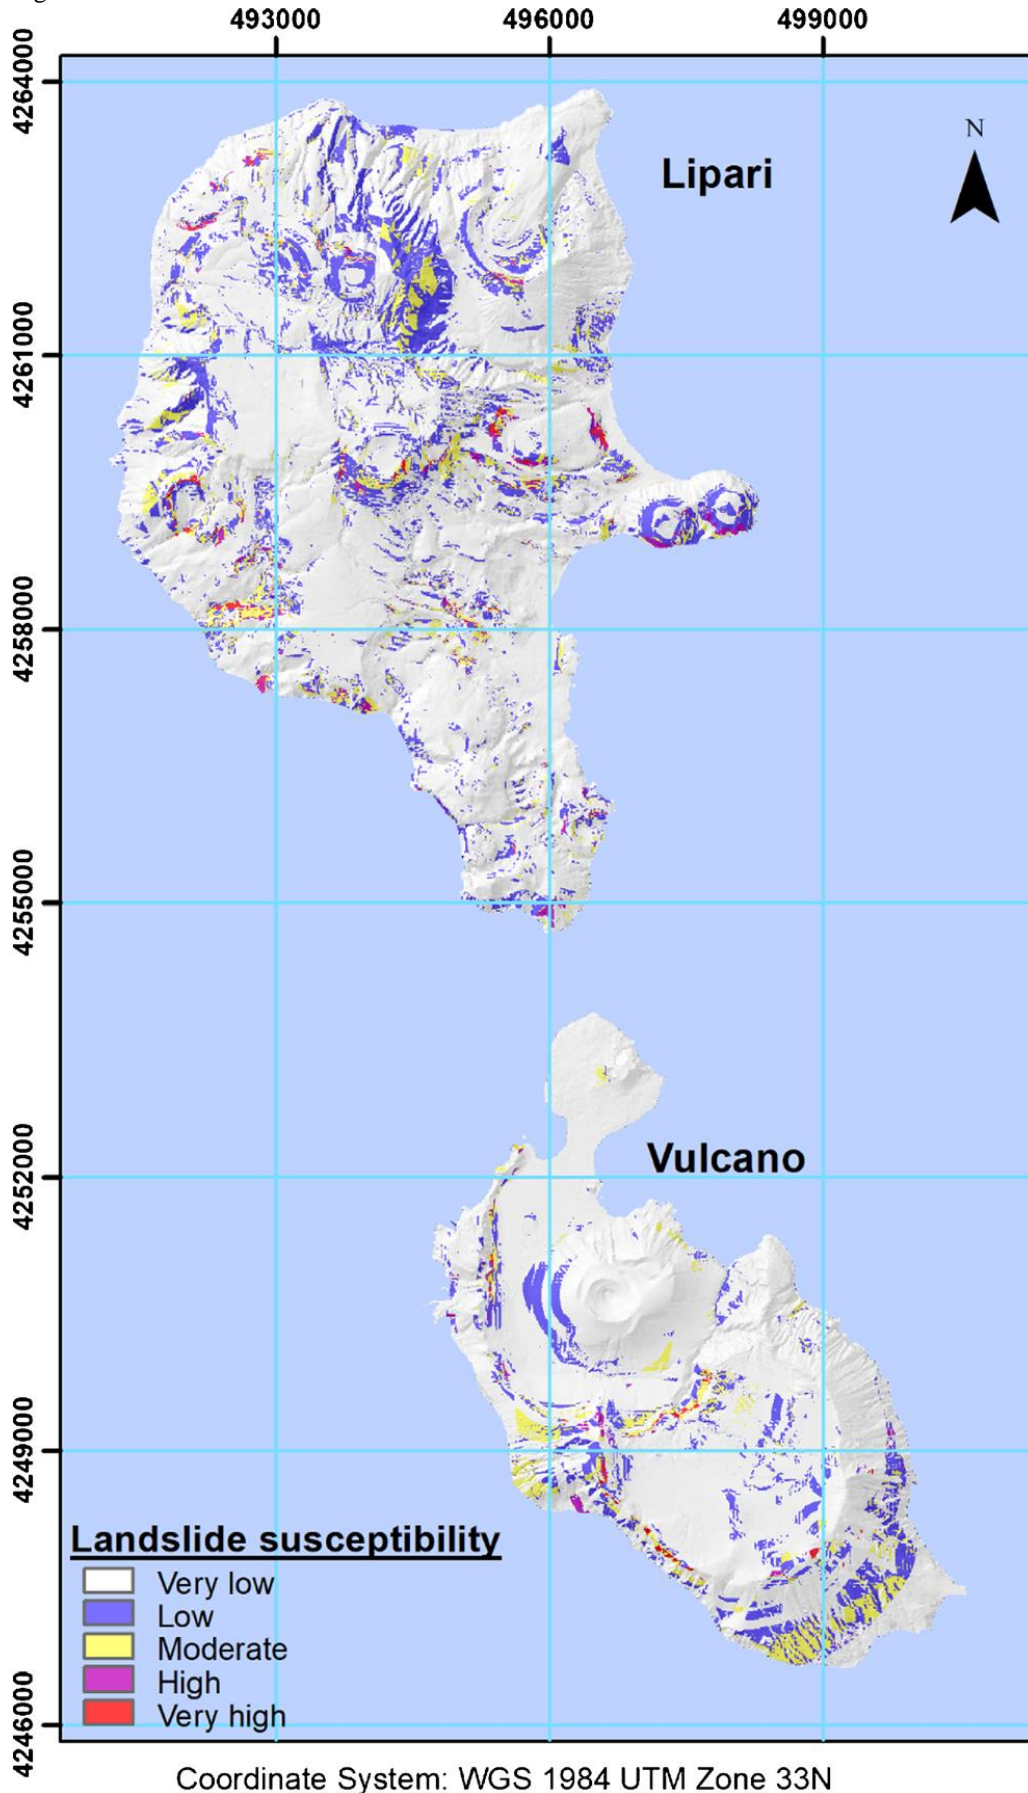 493000 496000 499000
4264000
N
Lipari
4261000
4258000
4255000
Vulcano
4252000
4249000
Landslide susceptibility
Very low
Low
Moderate
High
Very high
4246000
Coordinate System: WGS 1984 UTM Zone 33N